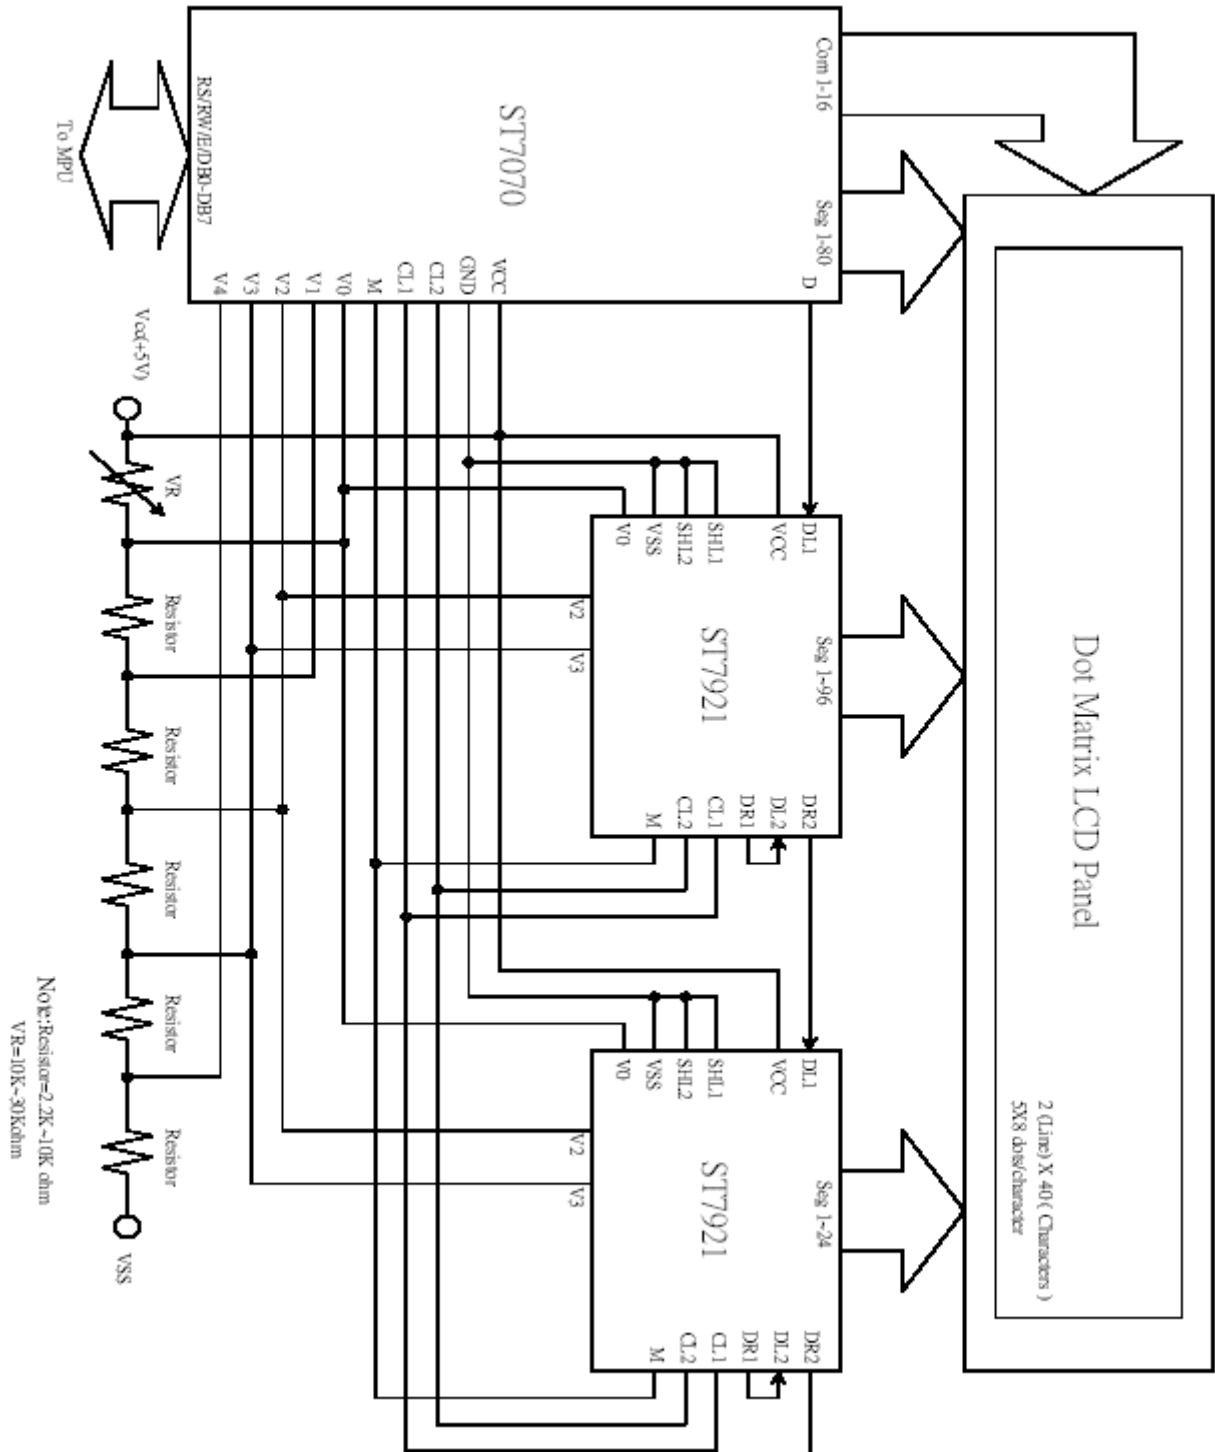 Com 1-16
Seg 1-80
D
ST7070
RS/RW/E/DB0-DB7
To MPU
V4
V3
V2
V1
V0
M
CL1
CL2
GND
VCC
Dot Matrix LCD Panel
2 (Line) X 40 ( Characters )
5X8 dots/character
DL1
VCC
SHL1
SHL2
VSS
V0
V2
V3
ST7921
Seg 1~96
DR2
DL2
DR1
CL1
CL2
M
DL1
VCC
SHL1
SHL2
VSS
V0
V2
V3
ST7921
Seg 1~24
DR2
DL2
DR1
CL1
CL2
M
Vcc(+5V)
VR
Resistor
Resistor
Resistor
Resistor
Resistor
VSS
Note:Resistor=2.2K~10K ohm
VR=10K~30Kohm